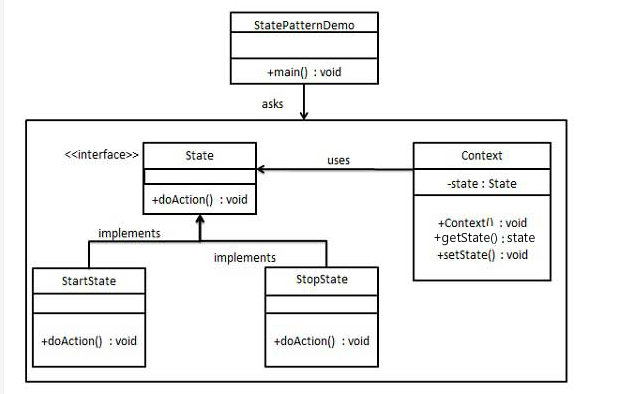 StatePatternDemo
+main() : void
asks
<<interface>>
State
+doAction() : void
uses
Context
-state : State
+Context() : void
+getState() : state
+setState() : void
implements
implements
StartState
+doAction() : void
StopState
+doAction() : void